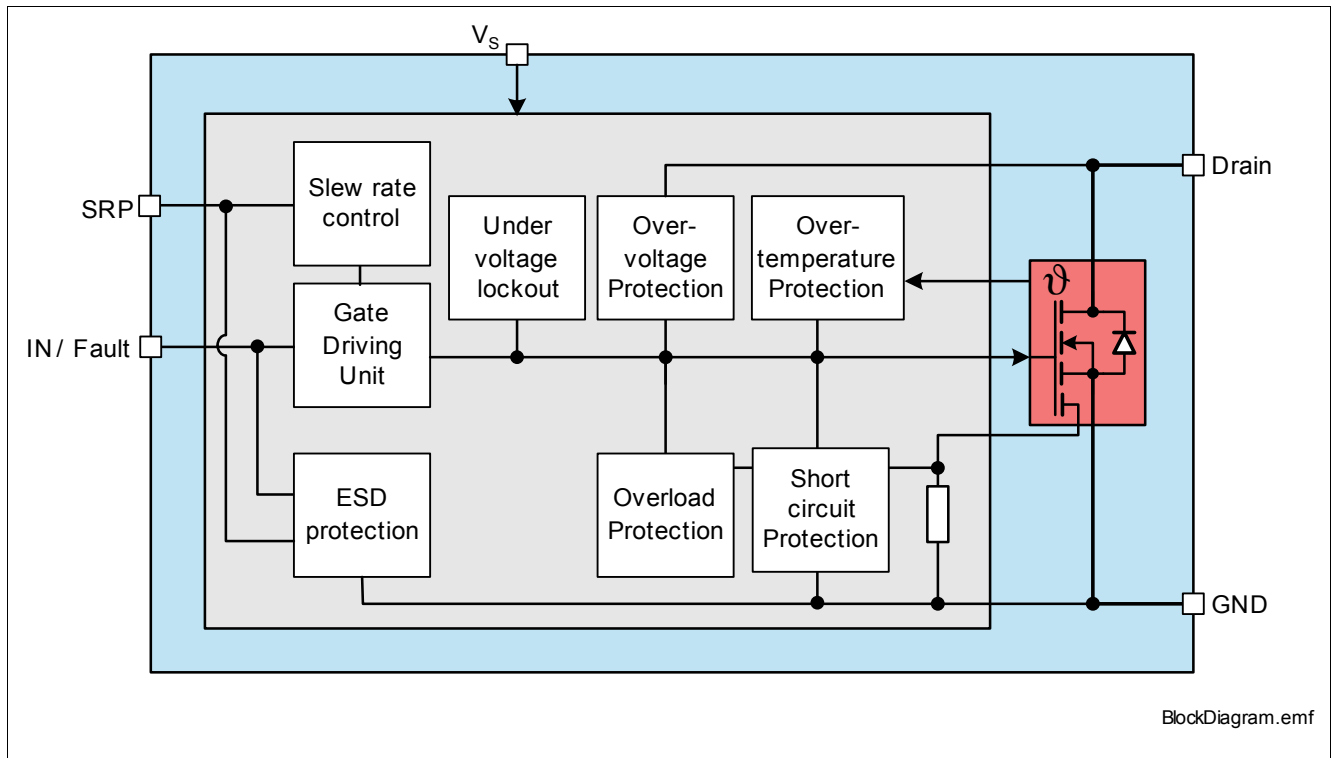 V_S
SRP
IN / Fault
Slew rate
control
Gate
Driving
Unit
ESD
protection
Under
voltage
lockout
Over-
voltage
Protection
Over-
temperature
Protection
Overload
Protection
Short
circuit
Protection
ϑ
Drain
GND
BlockDiagram.emf